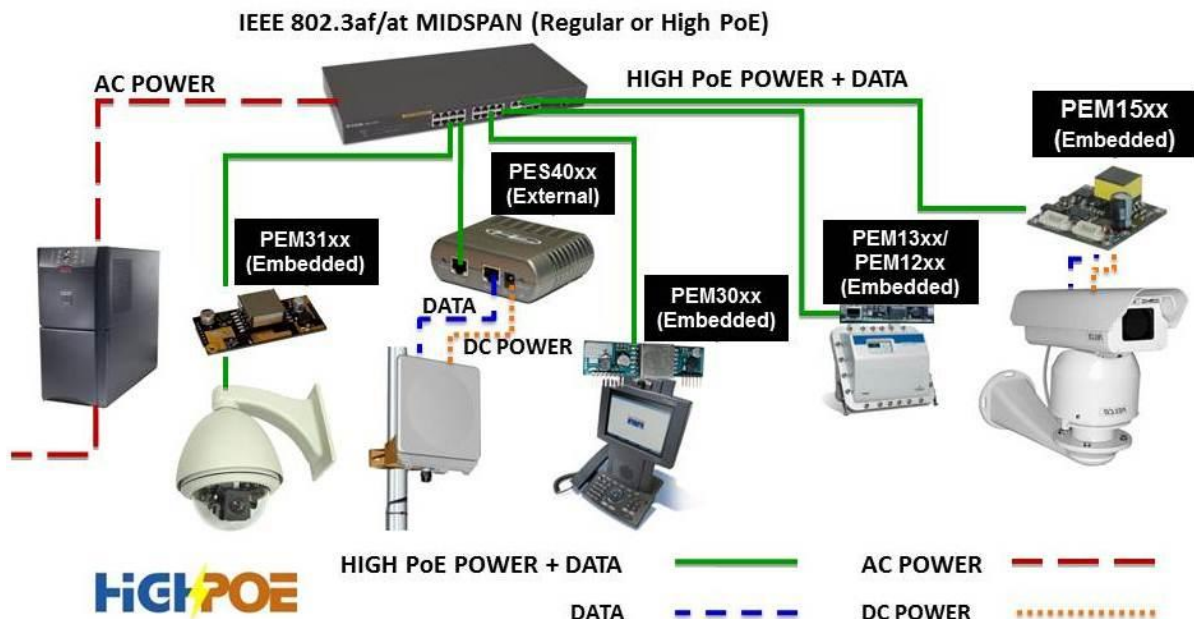 IEEE 802.3af/at MIDSPAN (Regular or High PoE)
AC POWER
HIGH PoE POWER + DATA
PEM15xx
(Embedded)
PES40xx
(External)
PEM31xx
(Embedded)
PEM13xx/
PEM12xx
(Embedded)
DATA
PEM30xx
(Embedded)
DC POWER
HIGH PoE POWER + DATA
AC POWER
HiGHPOE
DATA
DC POWER